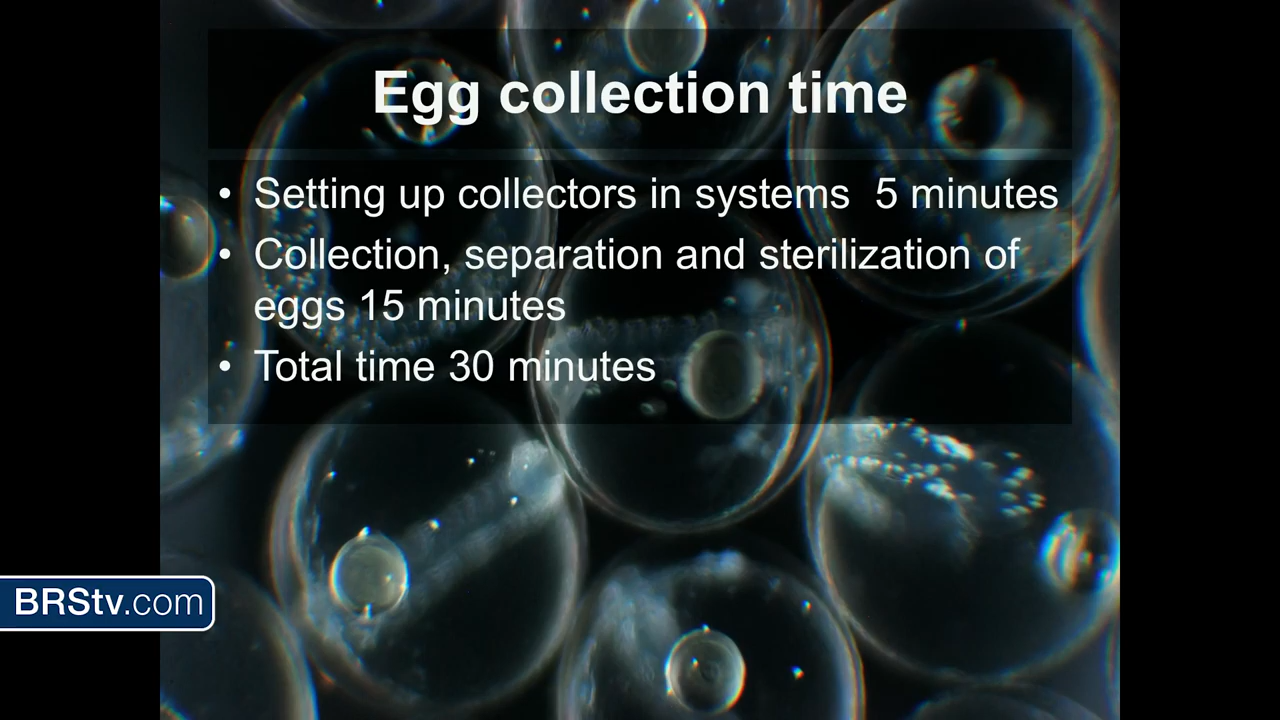 Egg collection time
• Setting up collectors in systems  5 minutes
• Collection, separation and sterilization of
eggs 15 minutes
• Total time 30 minutes
BRStv.com